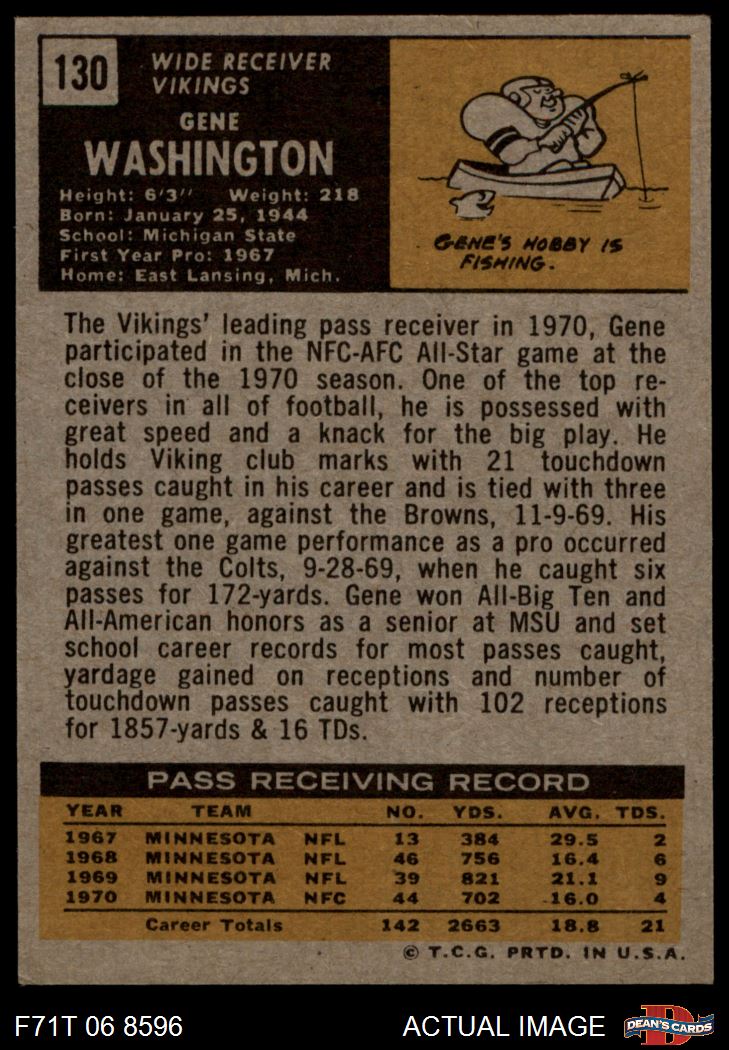 130
WIDE RECEIVER
VIKINGS
GENE
WASHINGTON
Height: 6'3'' Weight: 218
Born: January 25, 1944
School: Michigan State
First Year Pro: 1967
Home: East Lansing, Mich.
GENE'S HOBBY IS
FISHING.
The Vikings' leading pass receiver in 1970, Gene
participated in the NFC-AFC All-Star game at the
close of the 1970 season. One of the top re-
ceivers in all of football, he is possessed with
great speed and a knack for the big play. He
holds Viking club marks with 21 touchdown
passes caught in his career and is tied with three
in one game, against the Browns, 11-9-69. His
greatest one game performance as a pro occurred
against the Colts, 9-28-69, when he caught six
passes for 172-yards. Gene won All-Big Ten and
All-American honors as a senior at MSU and set
school career records for most passes caught,
yardage gained on receptions and number of
touchdown passes caught with 102 receptions
for 1857-yards & 16 TDs.
PASS RECEIVING RECORD
YEAR TEAM NO. YDS. AVG. TDS.
1967 MINNESOTA NFL 13 384 29.5 2
1968 MINNESOTA NFL 46 756 16.4 6
1969 MINNESOTA NFL 39 821 21.1 9
1970 MINNESOTA NFC 44 702 16.0 4
Career Totals 142 2663 18.8 21
© T.C.G. PRTD. IN U.S.A.
F71T 06 8596 ACTUAL IMAGE
D
DEAN'S CARDS